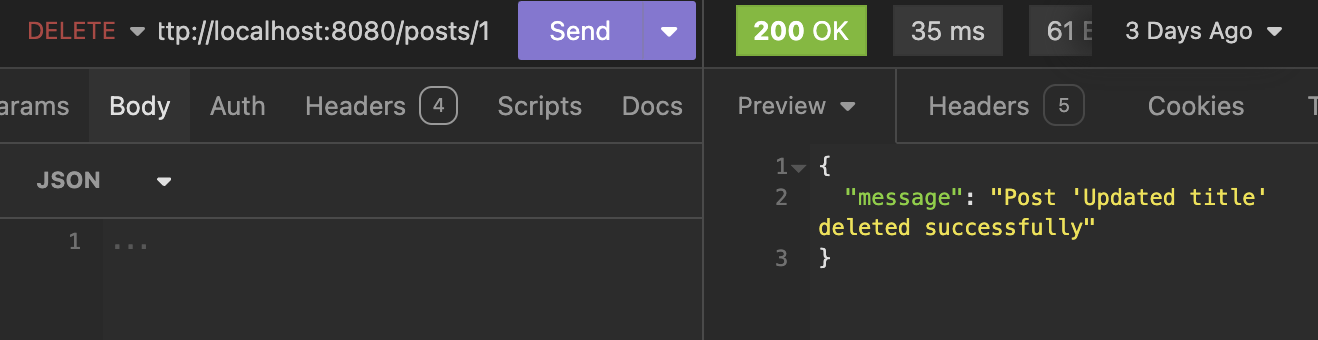 DELETE ttp://localhost:8080/posts/1 Send 200 OK 35 ms 61 3 Days Ago
arams Body Auth Headers 4 Scripts Docs Preview Headers 5 Cookies
JSON
1 ...
1 {
2 "message": "Post 'Updated title'
deleted successfully"
3 }